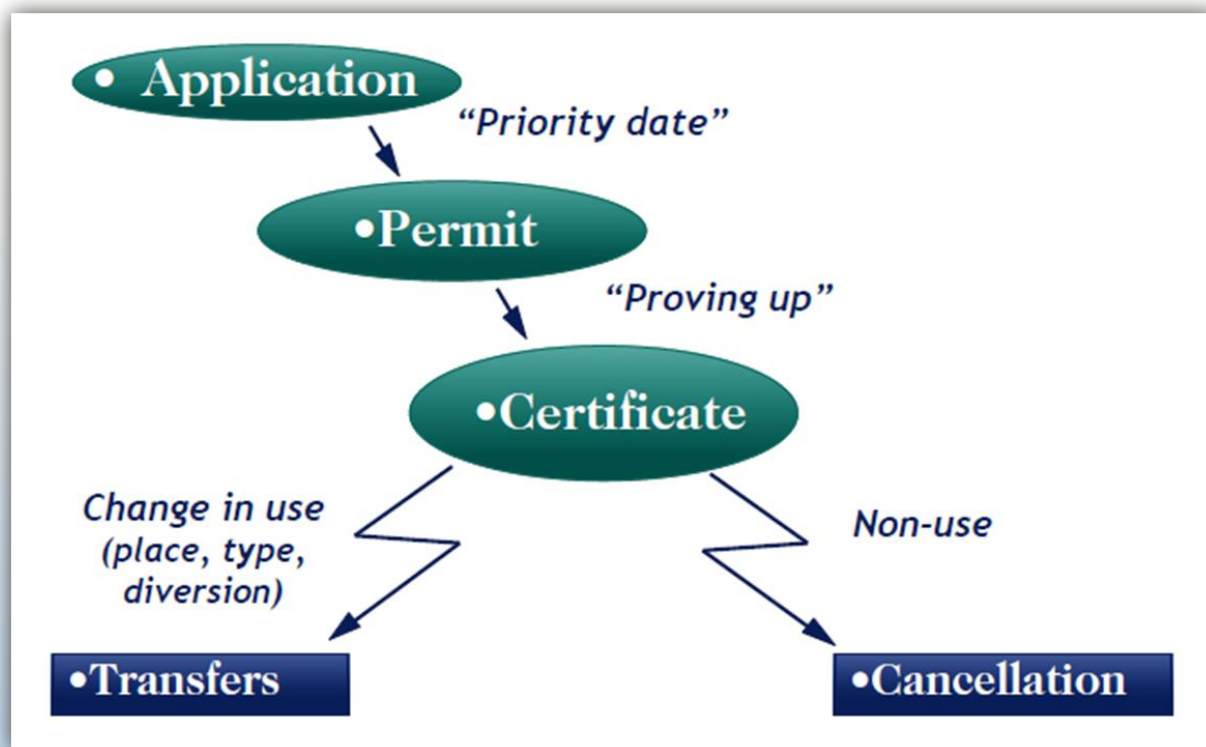 • Application
“Priority date”
•Permit
“Proving up”
•Certificate
Change in use
(place, type,
diversion)
Non-use
•Transfers
•Cancellation